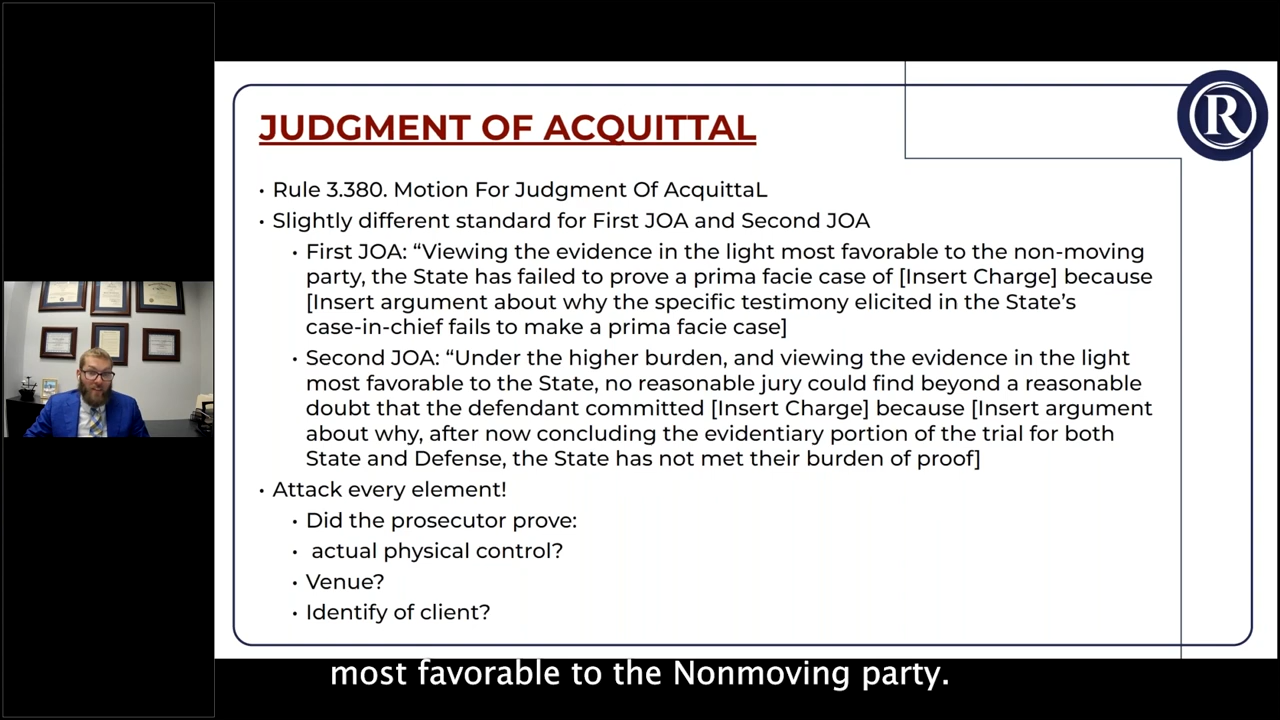 R
JUDGMENT OF ACQUITTAL
• Rule 3.380. Motion For Judgment Of AcquittaL
• Slightly different standard for First JOA and Second JOA
• First JOA: “Viewing the evidence in the light most favorable to the non-moving
party, the State has failed to prove a prima facie case of [Insert Charge] because
[Insert argument about why the specific testimony elicited in the State’s
case-in-chief fails to make a prima facie case]
• Second JOA: “Under the higher burden, and viewing the evidence in the light
most favorable to the State, no reasonable jury could find beyond a reasonable
doubt that the defendant committed [Insert Charge] because [Insert argument
about why, after now concluding the evidentiary portion of the trial for both
State and Defense, the State has not met their burden of proof]
• Attack every element!
• Did the prosecutor prove:
• actual physical control?
• Venue?
• Identify of client?
most favorable to the Nonmoving party.